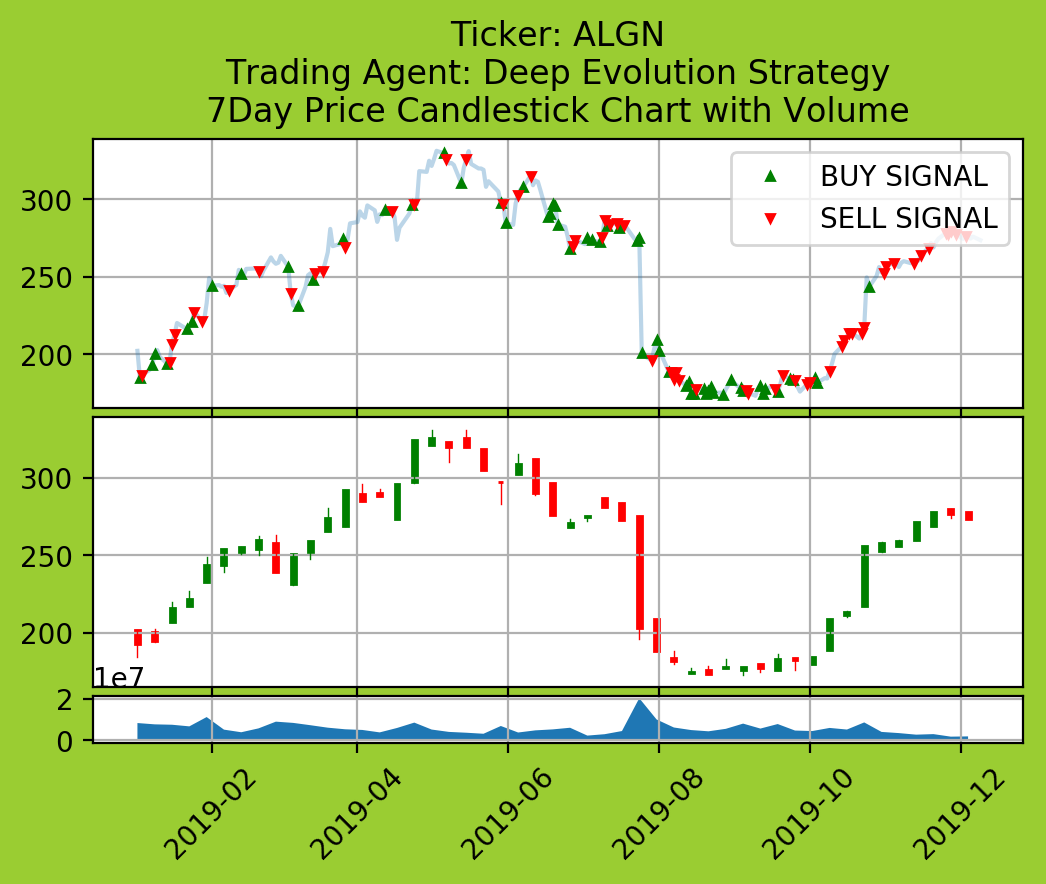 Ticker: ALGN
Trading Agent: Deep Evolution Strategy
7Day Price Candlestick Chart with Volume
BUY SIGNAL
SELL SIGNAL
300
250
200
300
250
200
1e7
2
0
2019-02
2019-04
2019-06
2019-08
2019-10
2019-12